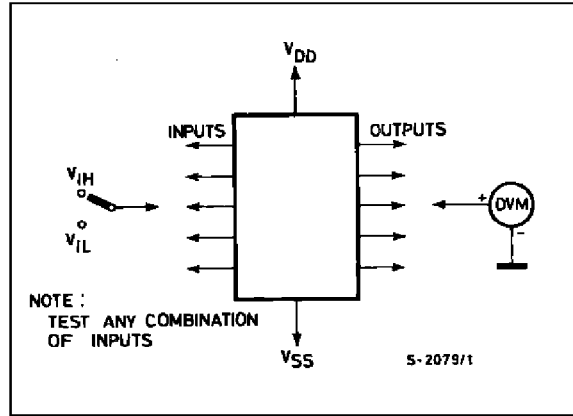 VDD
INPUTS
OUTPUTS
VIH
VIL
+
DVM
-
NOTE :
TEST ANY COMBINATION
OF INPUTS
VSS
S-2079/1